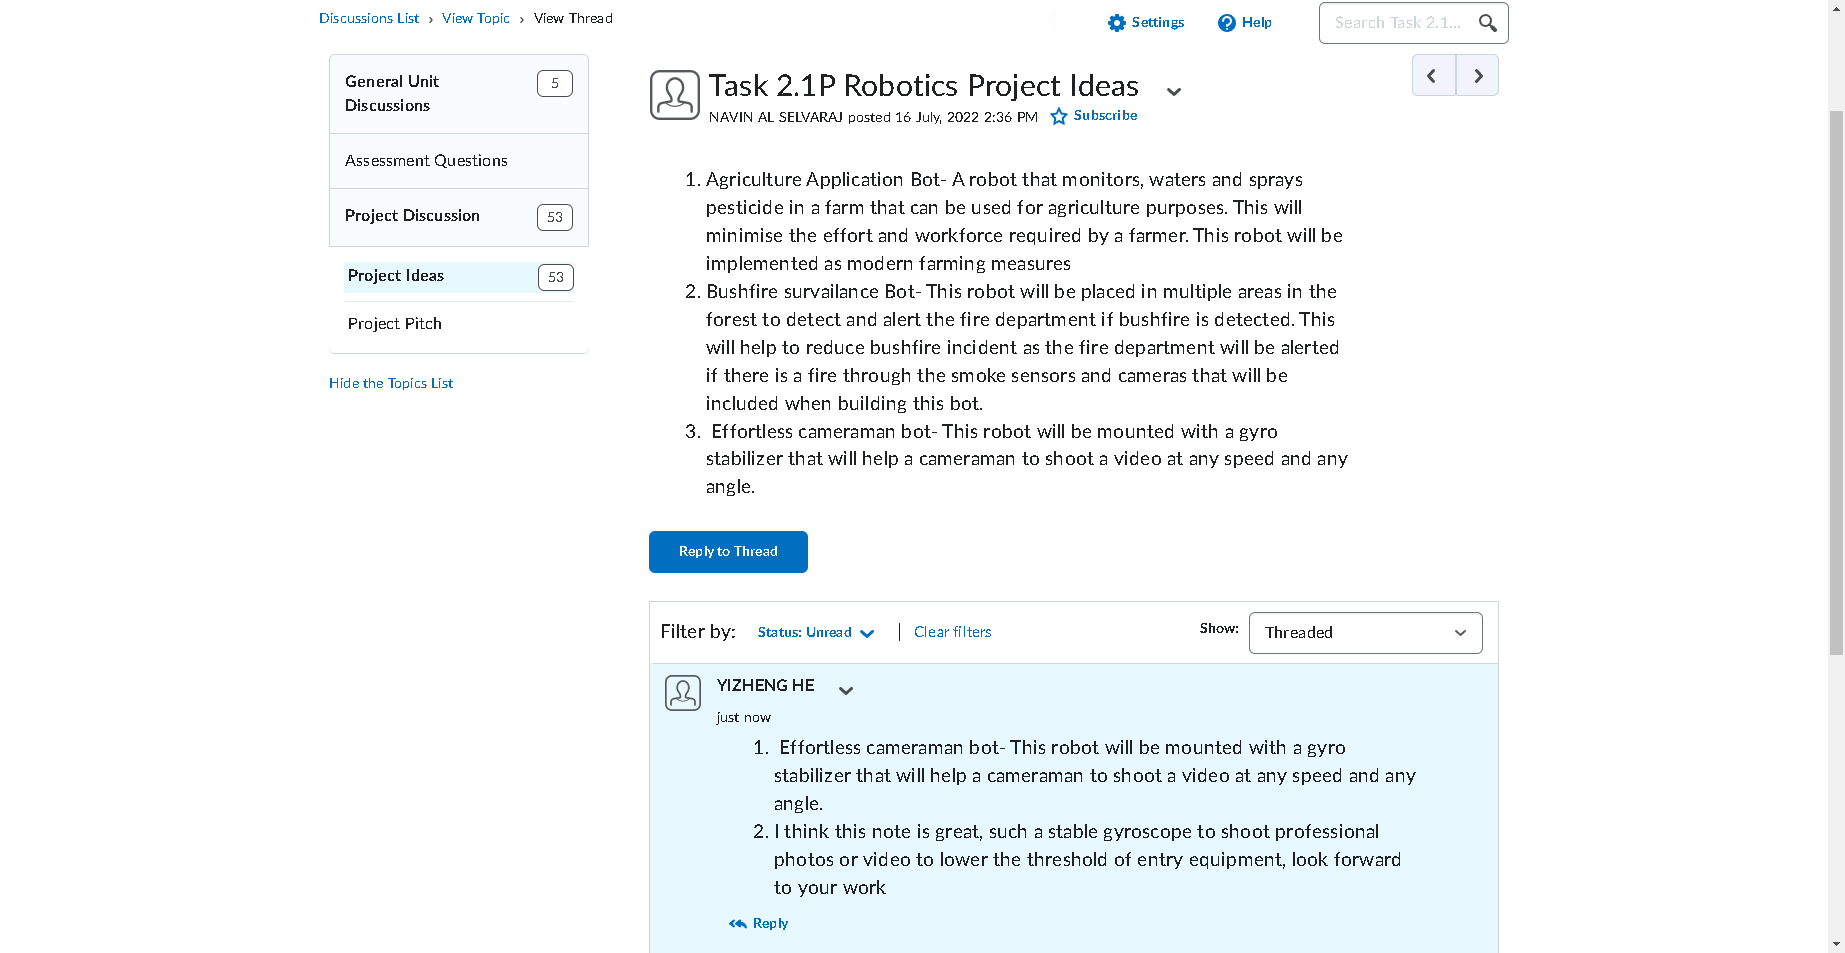 Discussions List › View Topic › View Thread
Settings Help Search Task 2.1...
General Unit Discussions 5
Assessment Questions
Project Discussion 53
Project Ideas 53
Project Pitch
Hide the Topics List
Task 2.1P Robotics Project Ideas
NAVIN AL SELVARAJ posted 16 July, 2022 2:36 PM Subscribe
1. Agriculture Application Bot- A robot that monitors, waters and sprays
pesticide in a farm that can be used for agriculture purposes. This will
minimise the effort and workforce required by a farmer. This robot will be
implemented as modern farming measures
2. Bushfire survailance Bot- This robot will be placed in multiple areas in the
forest to detect and alert the fire department if bushfire is detected. This
will help to reduce bushfire incident as the fire department will be alerted
if there is a fire through the smoke sensors and cameras that will be
included when building this bot.
3. Effortless cameraman bot- This robot will be mounted with a gyro
stabilizer that will help a cameraman to shoot a video at any speed and any
angle.
Reply to Thread
Filter by: Status: Unread | Clear filters Show: Threaded
YIZHENG HE
just now
1. Effortless cameraman bot- This robot will be mounted with a gyro
stabilizer that will help a cameraman to shoot a video at any speed and any
angle.
2. I think this note is great, such a stable gyroscope to shoot professional
photos or video to lower the threshold of entry equipment, look forward
to your work
Reply